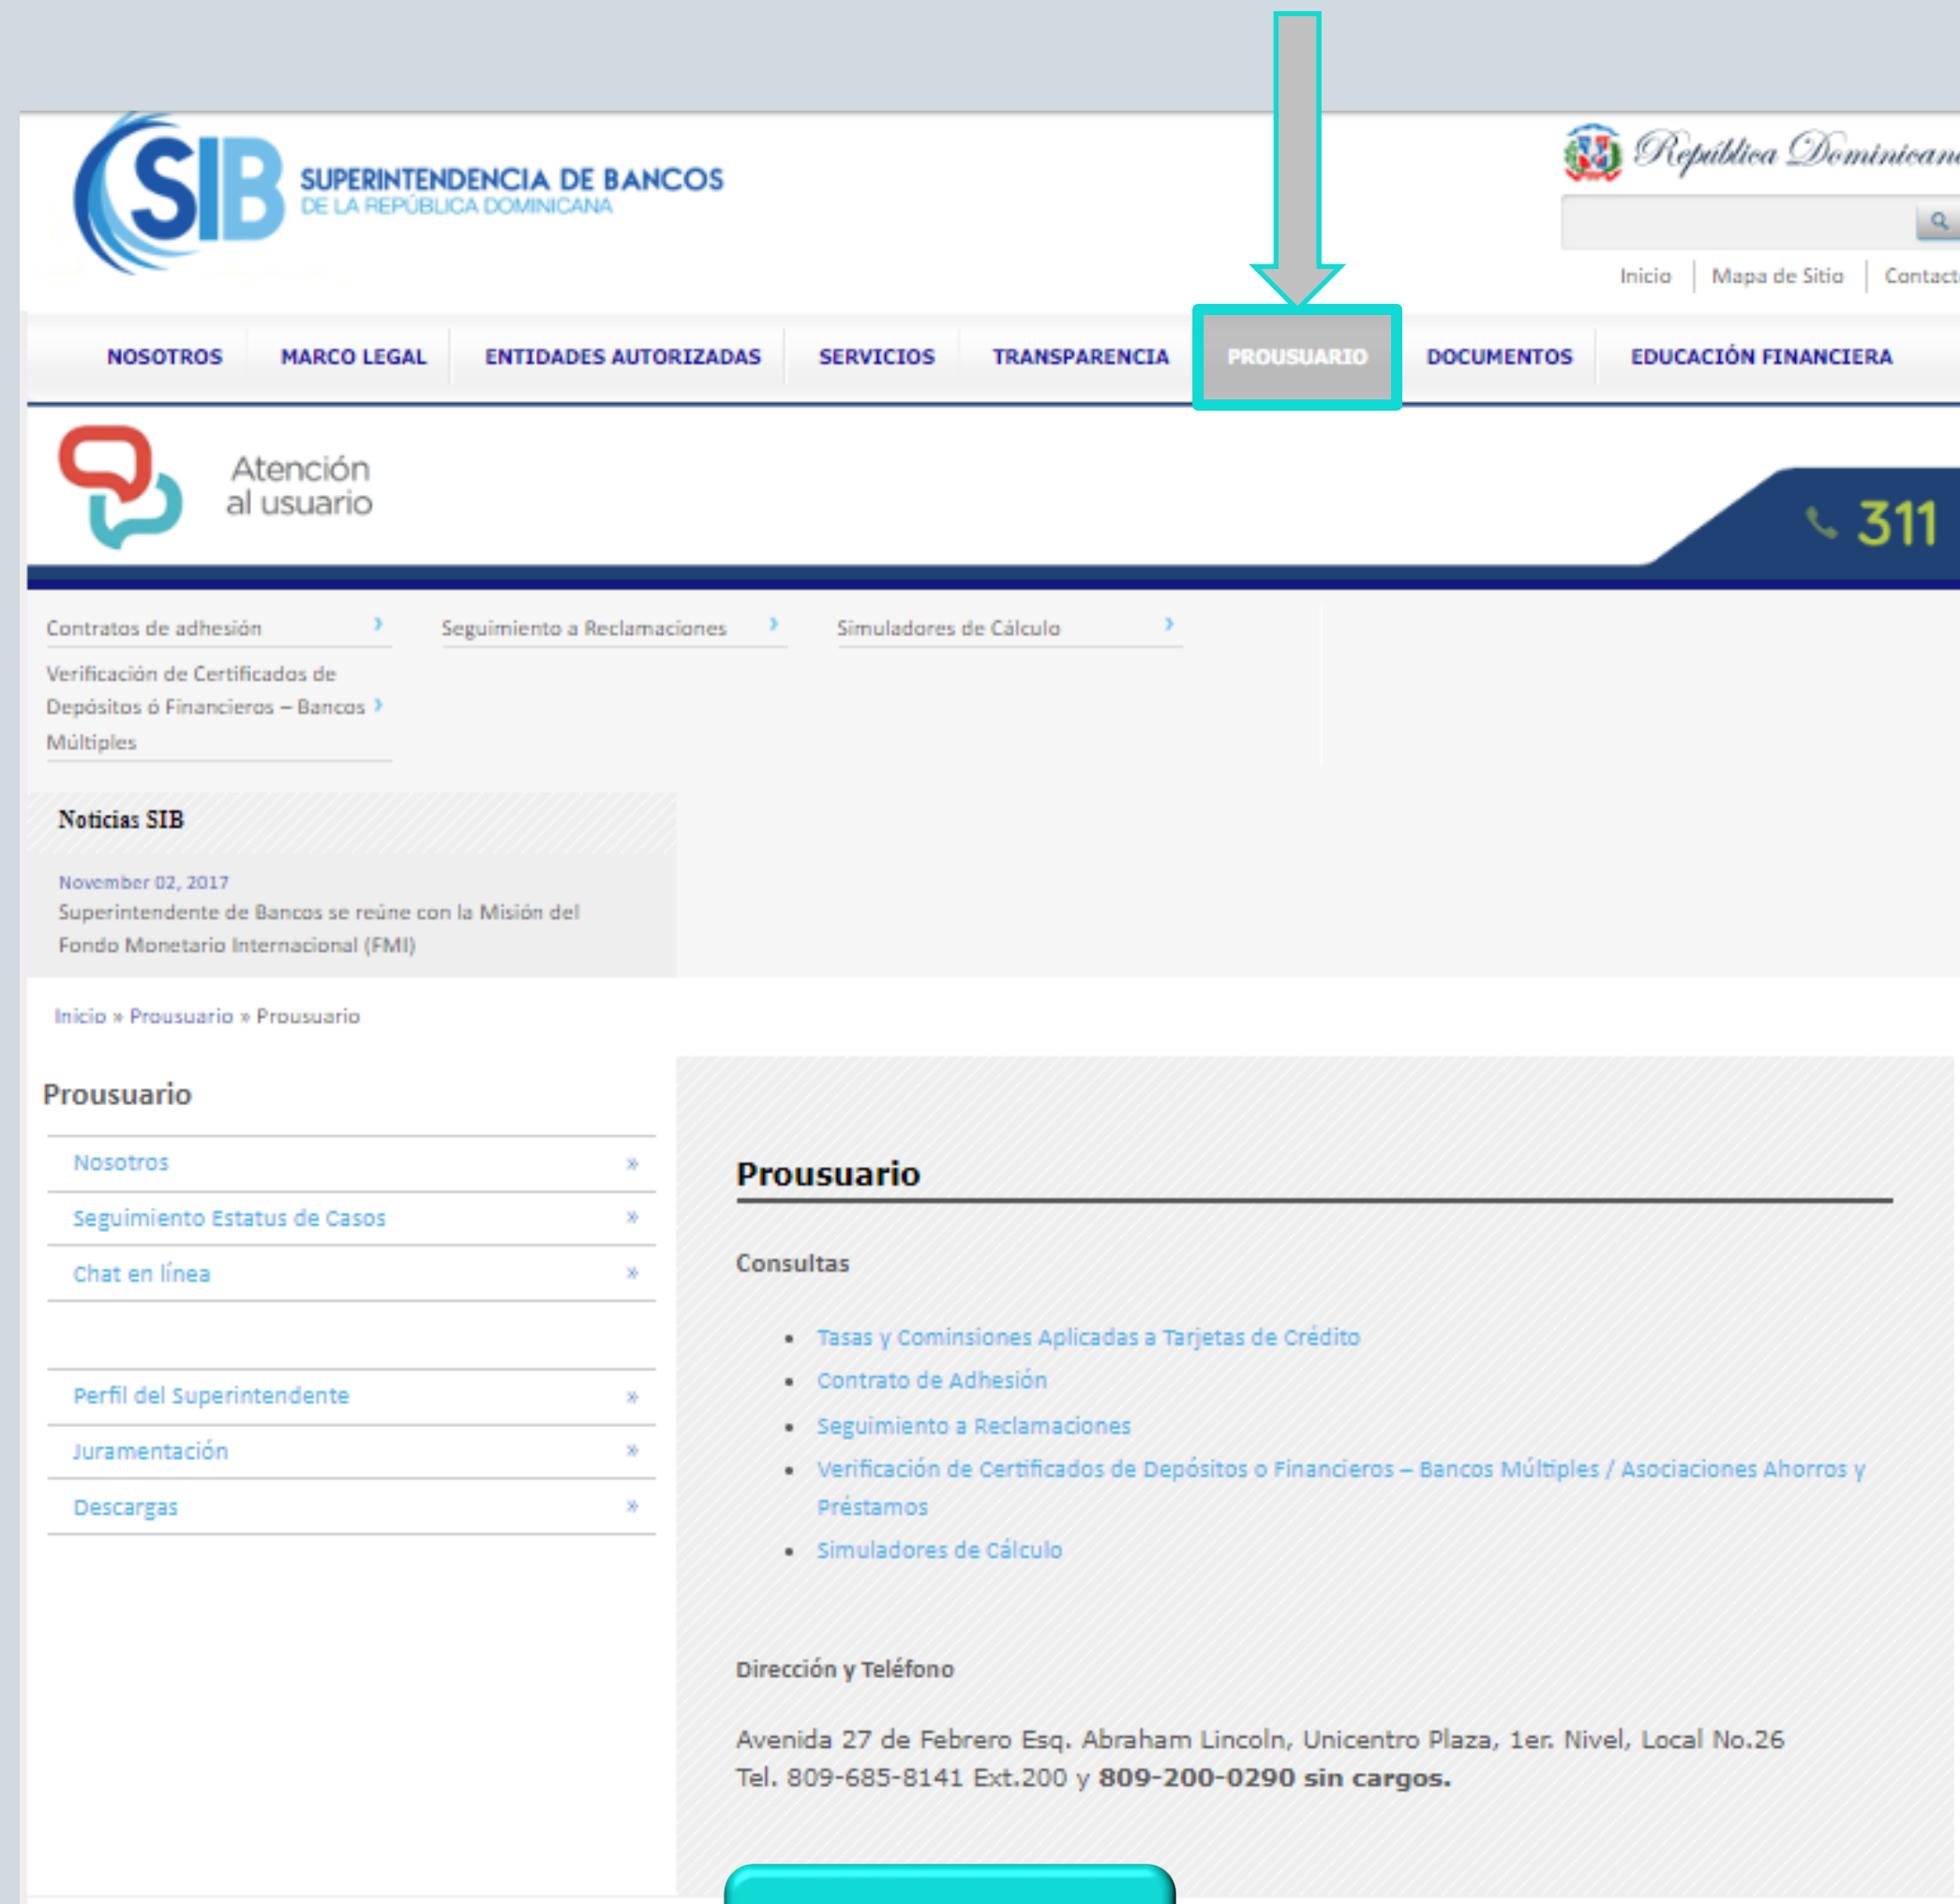 SIB
SUPERINTENDENCIA DE BANCOS
DE LA REPÚBLICA DOMINICANA
República Dominicana
Inicio | Mapa de Sitio | Contact
NOSOTROS MARCO LEGAL ENTIDADES AUTORIZADAS SERVICIOS TRANSPARENCIA PROUSUARIO DOCUMENTOS EDUCACIÓN FINANCIERA
Atención
al usuario
311
Contratos de adhesión › Seguimiento a Reclamaciones › Simuladores de Cálculo ›
Verificación de Certificados de
Depósitos ó Financieros – Bancos ›
Múltiples
Noticias SIB
November 02, 2017
Superintendente de Bancos se reúne con la Misión del
Fondo Monetario Internacional (FMI)
Inicio » Prousuario » Prousuario
Prousuario
Nosotros »
Seguimiento Estatus de Casos »
Chat en línea »
Perfil del Superintendente »
Juramentación »
Descargas »
Prousuario
Consultas
• Tasas y Cominsiones Aplicadas a Tarjetas de Crédito
• Contrato de Adhesión
• Seguimiento a Reclamaciones
• Verificación de Certificados de Depósitos o Financieros – Bancos Múltiples / Asociaciones Ahorros y
Préstamos
• Simuladores de Cálculo
Dirección y Teléfono
Avenida 27 de Febrero Esq. Abraham Lincoln, Unicentro Plaza, 1er. Nivel, Local No.26
Tel. 809-685-8141 Ext.200 y 809-200-0290 sin cargos.